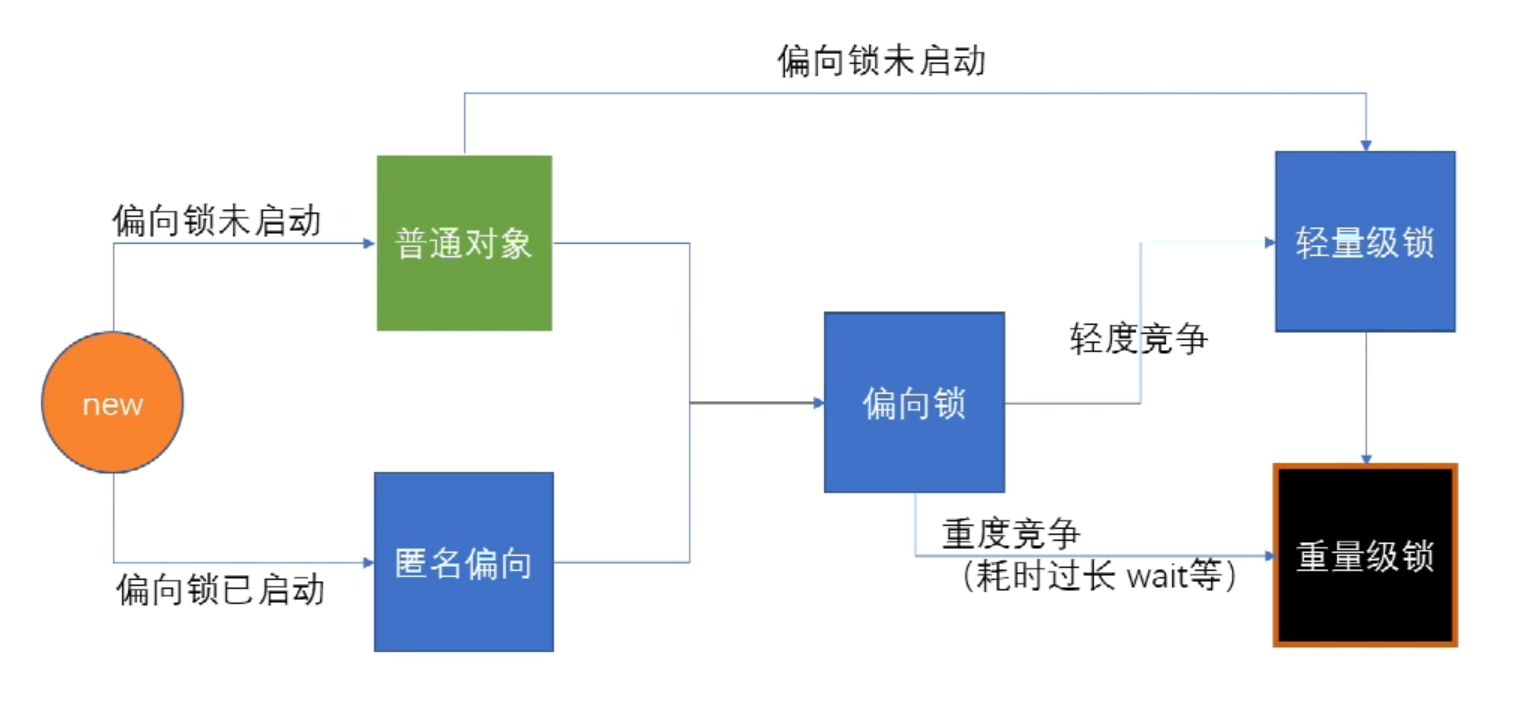 偏向锁未启动
偏向锁未启动
普通对象
轻量级锁
轻度竞争
new
偏向锁
重度竞争
（耗时过长 wait等）
匿名偏向
重量级锁
偏向锁已启动